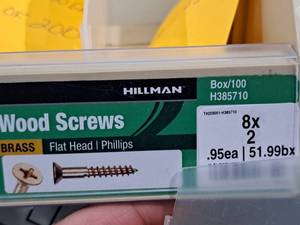 HILLMAN
Box/100
H385710
Wood Screws
BRASS Flat Head | Phillips
8x
2
.95ea | 51.99bx